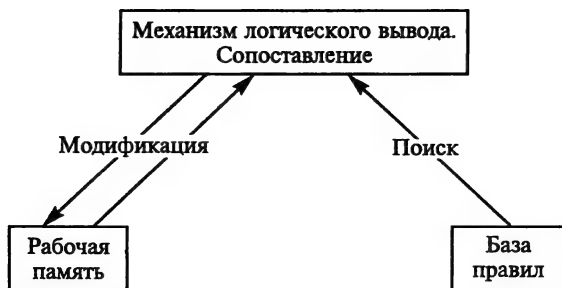 Механизм логического вывода.
Сопоставление
Модификация
Поиск
Рабочая
память
База
правил